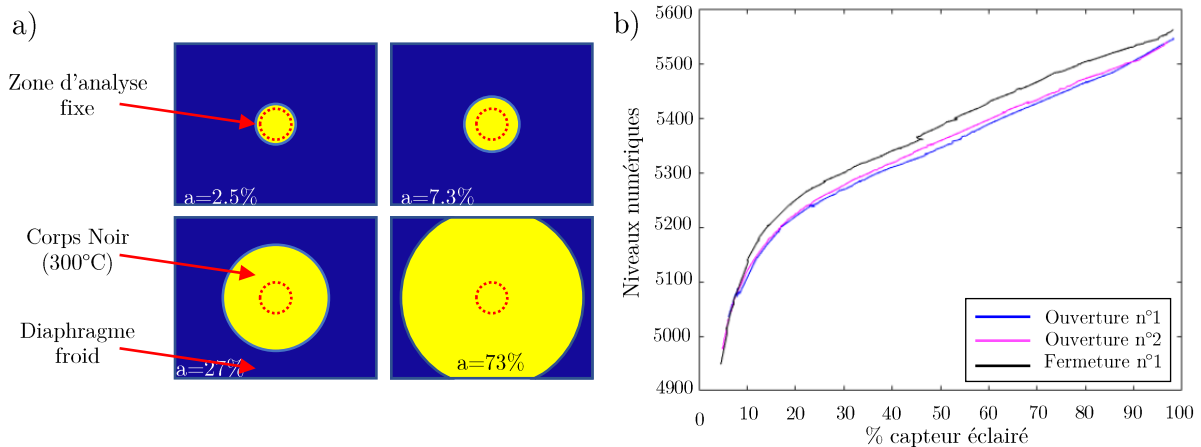 a)
Zone d'analyse
fixe
a=2.5%
a=7.3%
Corps Noir
(300°C)
Diaphragme
froid
a=27%
a=73%
b)
Niveaux numériques
5600
5500
5400
5300
5200
5100
5000
4900
0
10
20
30
40
50
60
70
80
90
100
% capteur éclairé
Ouverture n°1
Ouverture n°2
Fermeture n°1